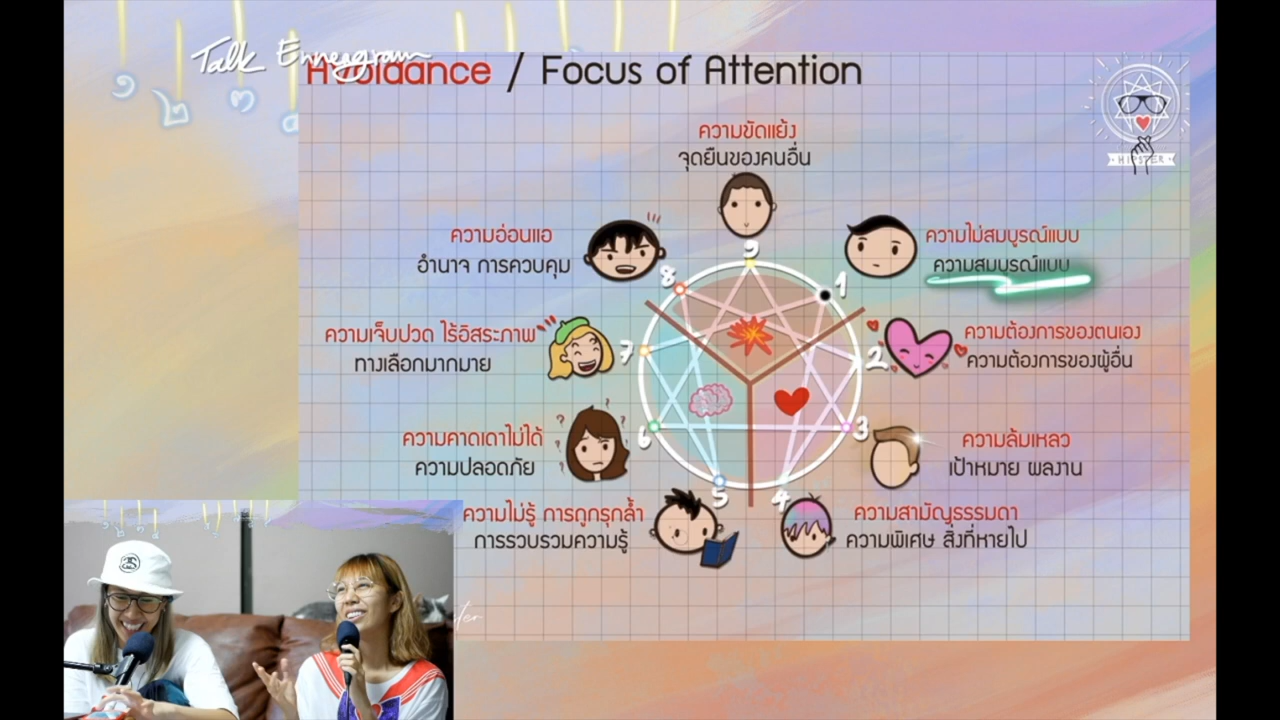 Talk Enneagram
๑ ๒ ๓ ๔
Avoidance / Focus of Attention
HIPSTER
ความขัดแย้ง
จุดยืนของคนอื่น
9
ความไม่สมบูรณ์แบบ
ความสมบูรณ์แบบ
1
ความต้องการของตนเอง
ความต้องการของผู้อื่น
2
ความล้มเหลว
เป้าหมาย ผลงาน
3
ความสามัญธรรมดา
ความพิเศษ สิ่งที่หายไป
4
ความไม่รู้ การถูกรุกล้ำ
การรวบรวมความรู้
5
ความคาดเดาไม่ได้
ความปลอดภัย
6
ความเจ็บปวด ไร้อิสระภาพ
ทางเลือกมากมาย
7
ความอ่อนแอ
อำนาจ การควบคุม
8